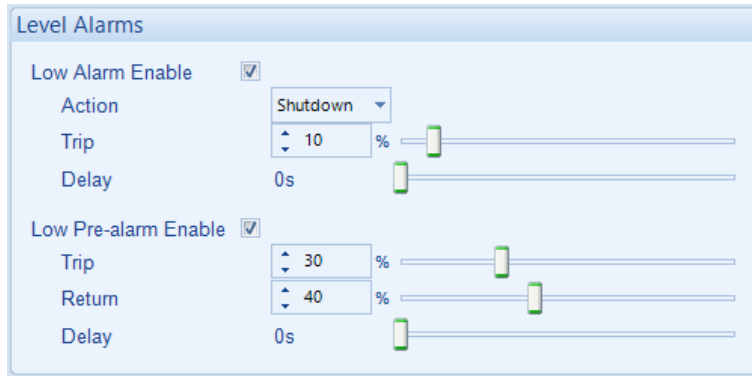 Level Alarms
Low Alarm Enable
Action Shutdown
Trip 10 %
Delay 0s
Low Pre-alarm Enable
Trip 30 %
Return 40 %
Delay 0s